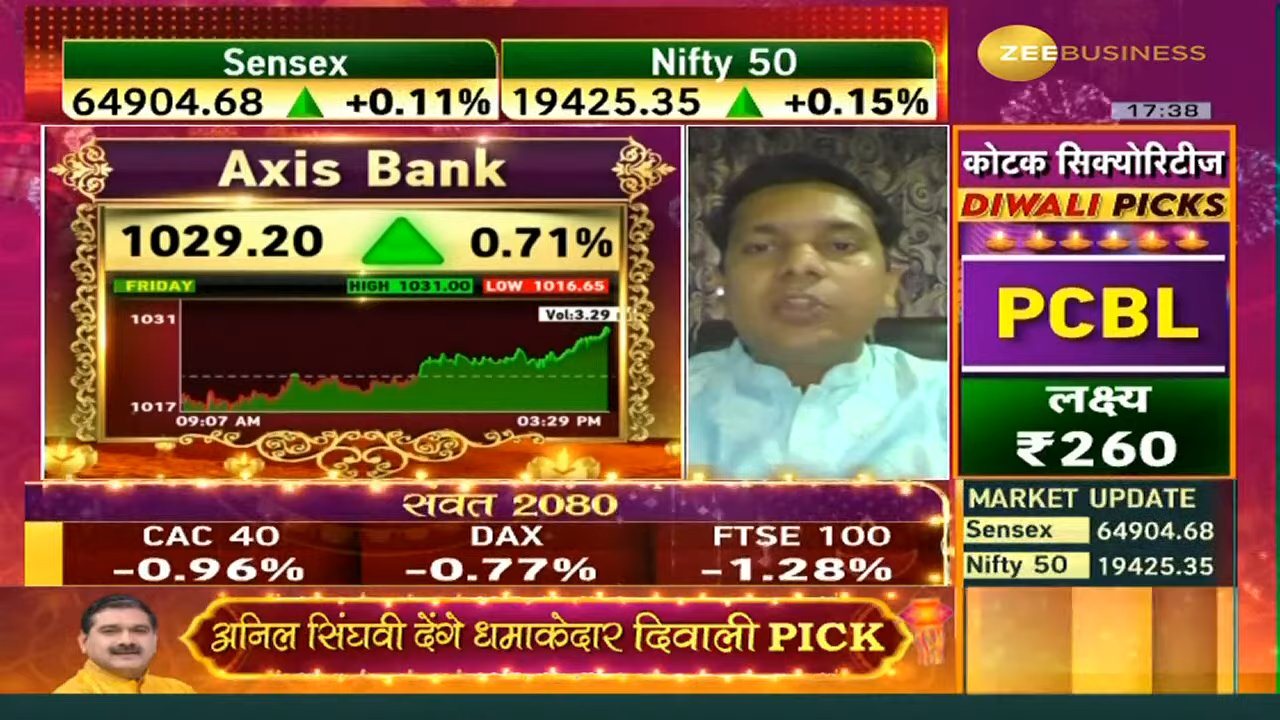 Sensex
64904.68 +0.11%
Nifty 50
19425.35 +0.15%
ZEE BUSINESS
17:38
Axis Bank
1029.20 0.71%
FRIDAY HIGH 1031.00 LOW 1016.65
Vol:3.29
1031
1017
09:07 AM 03:29 PM
कोटक सिक्योरिटीज
DIWALI PICKS
PCBL
लक्ष्य
₹260
संवत 2080
CAC 40 DAX FTSE 100
-0.96% -0.77% -1.28%
MARKET UPDATE
Sensex 64904.68
Nifty 50 19425.35
अनिल सिंघवी देंगे धमाकेदार दिवाली PICK